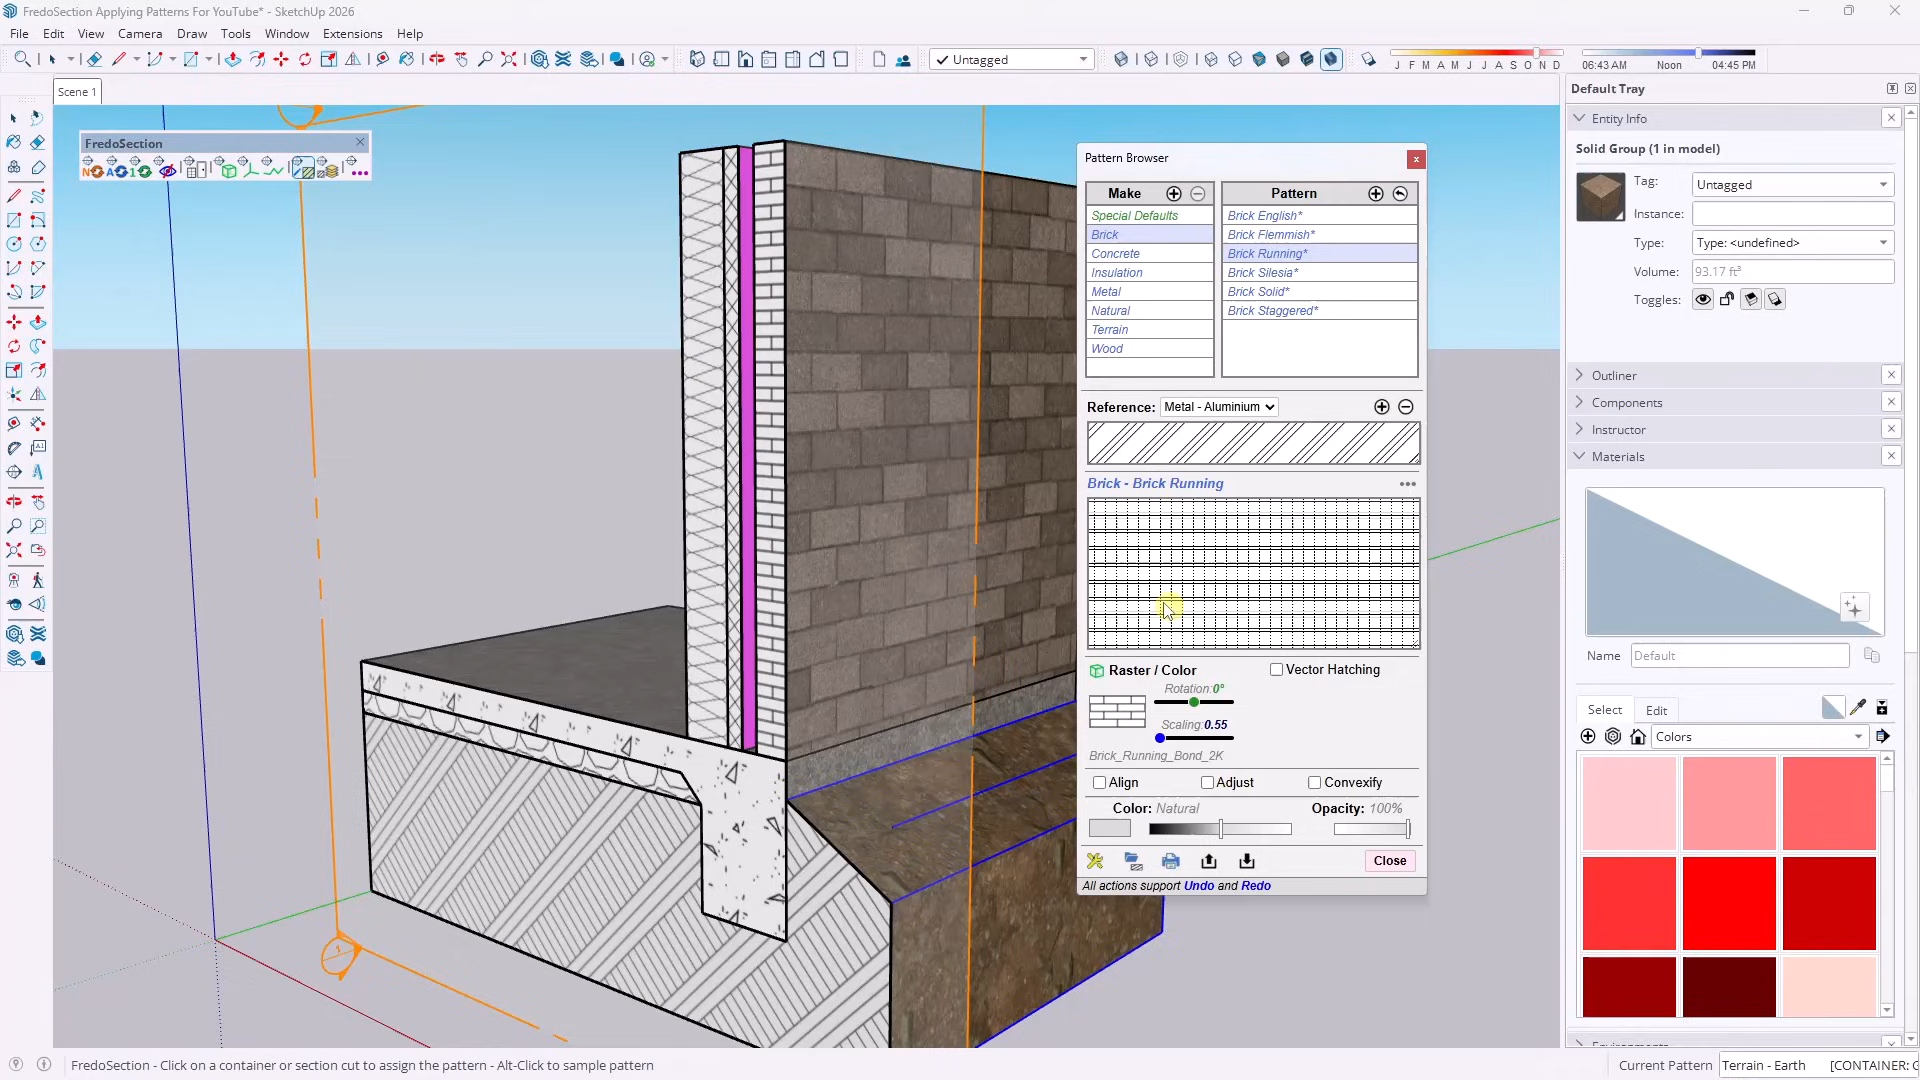 FredoSection Applying Patterns For YouTube* - SketchUp 2026
File Edit View Camera Draw Tools Window Extensions Help
Untagged
J F M A M J J A S O N D
06:43 AM Noon 04:45 PM
Scene 1
FredoSection
Pattern Browser
Make
Special Defaults
Brick
Concrete
Insulation
Metal
Natural
Terrain
Wood
Pattern
Brick English*
Brick Flemmish*
Brick Running*
Brick Silesia*
Brick Solid*
Brick Staggered*
Reference: Metal - Aluminium
Brick - Brick Running
Raster / Color
Vector Hatching
Rotation:0°
Scaling:0.55
Brick_Running_Bond_2K
Align Adjust Convexify
Color: Natural Opacity: 100%
Close
All actions support Undo and Redo
Default Tray
Entity Info
Solid Group (1 in model)
Tag: Untagged
Instance:
Type: Type: <undefined>
Volume: 93.17 ft³
Toggles:
Outliner
Components
Instructor
Materials
Name Default
Select Edit
Colors
FredoSection - Click on a container or section cut to assign the pattern - Alt-Click to sample pattern
Current Pattern Terrain - Earth [CONTAINER: G